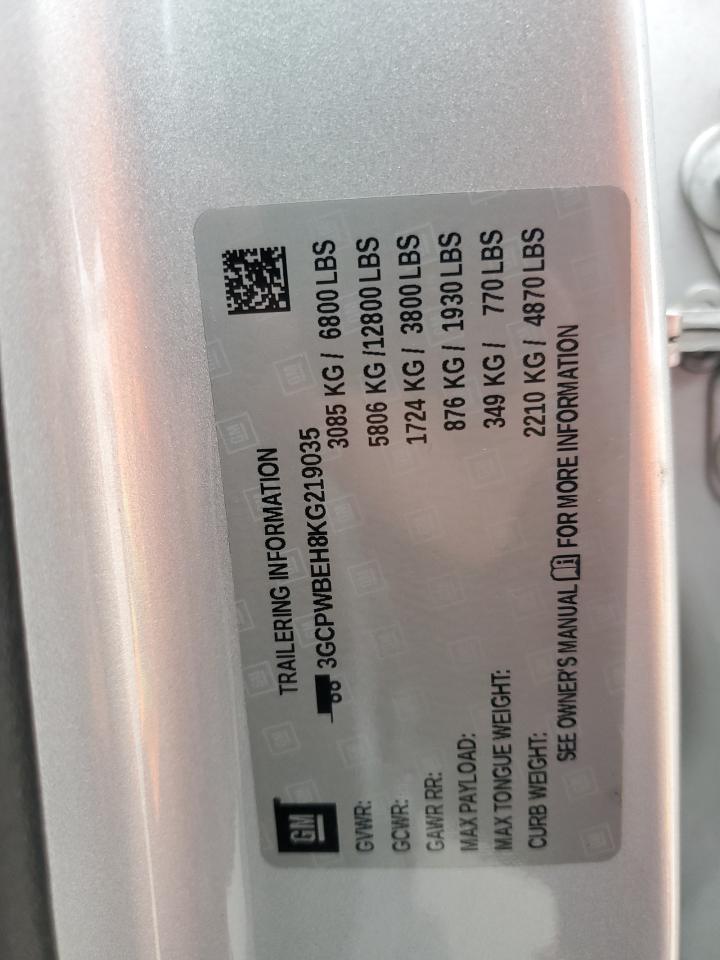 GM
TRAILERING INFORMATION
3GCPWBEH8KG219035
GVWR: 3085 KG / 6800 LBS
GCWR: 5806 KG /12800 LBS
GAWR RR: 1724 KG / 3800 LBS
MAX PAYLOAD: 876 KG / 1930 LBS
MAX TONGUE WEIGHT: 349 KG / 770 LBS
CURB WEIGHT: 2210 KG / 4870 LBS
SEE OWNER'S MANUAL FOR MORE INFORMATION